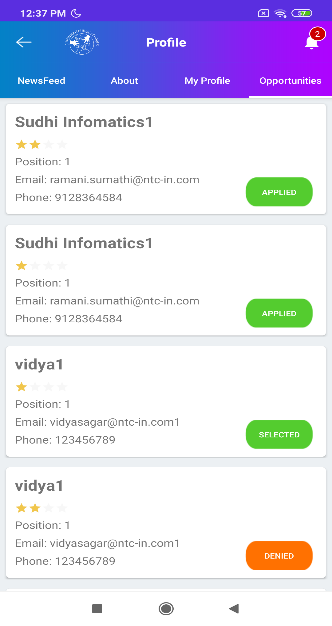 12:37 PM
57
Profile
2
NewsFeed About My Profile Opportunities
Sudhi Infomatics1
Position: 1
Email: ramani.sumathi@ntc-in.com
Phone: 9128364584
APPLIED
Sudhi Infomatics1
Position: 1
Email: ramani.sumathi@ntc-in.com
Phone: 9128364584
APPLIED
vidya1
Position: 1
Email: vidyasagar@ntc-in.com1
Phone: 123456789
SELECTED
vidya1
Position: 1
Email: vidyasagar@ntc-in.com1
Phone: 123456789
DENIED